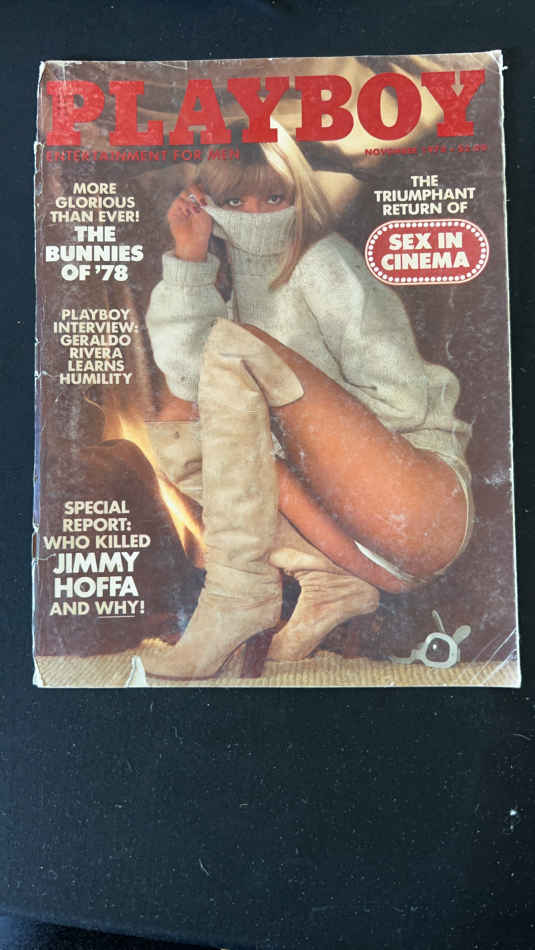 PLAYBOY
ENTERTAINMENT FOR MEN
NOVEMBER
MORE
GLORIOUS
THAN EVER!
THE
BUNNIES
OF '78
PLAYBOY
INTERVIEW:
GERALDO
RIVERA
LEARNS
HUMILITY
SPECIAL
REPORT:
WHO KILLED
JIMMY
HOFFA
AND WHY!
THE
TRIUMPHANT
RETURN OF
SEX IN
CINEMA